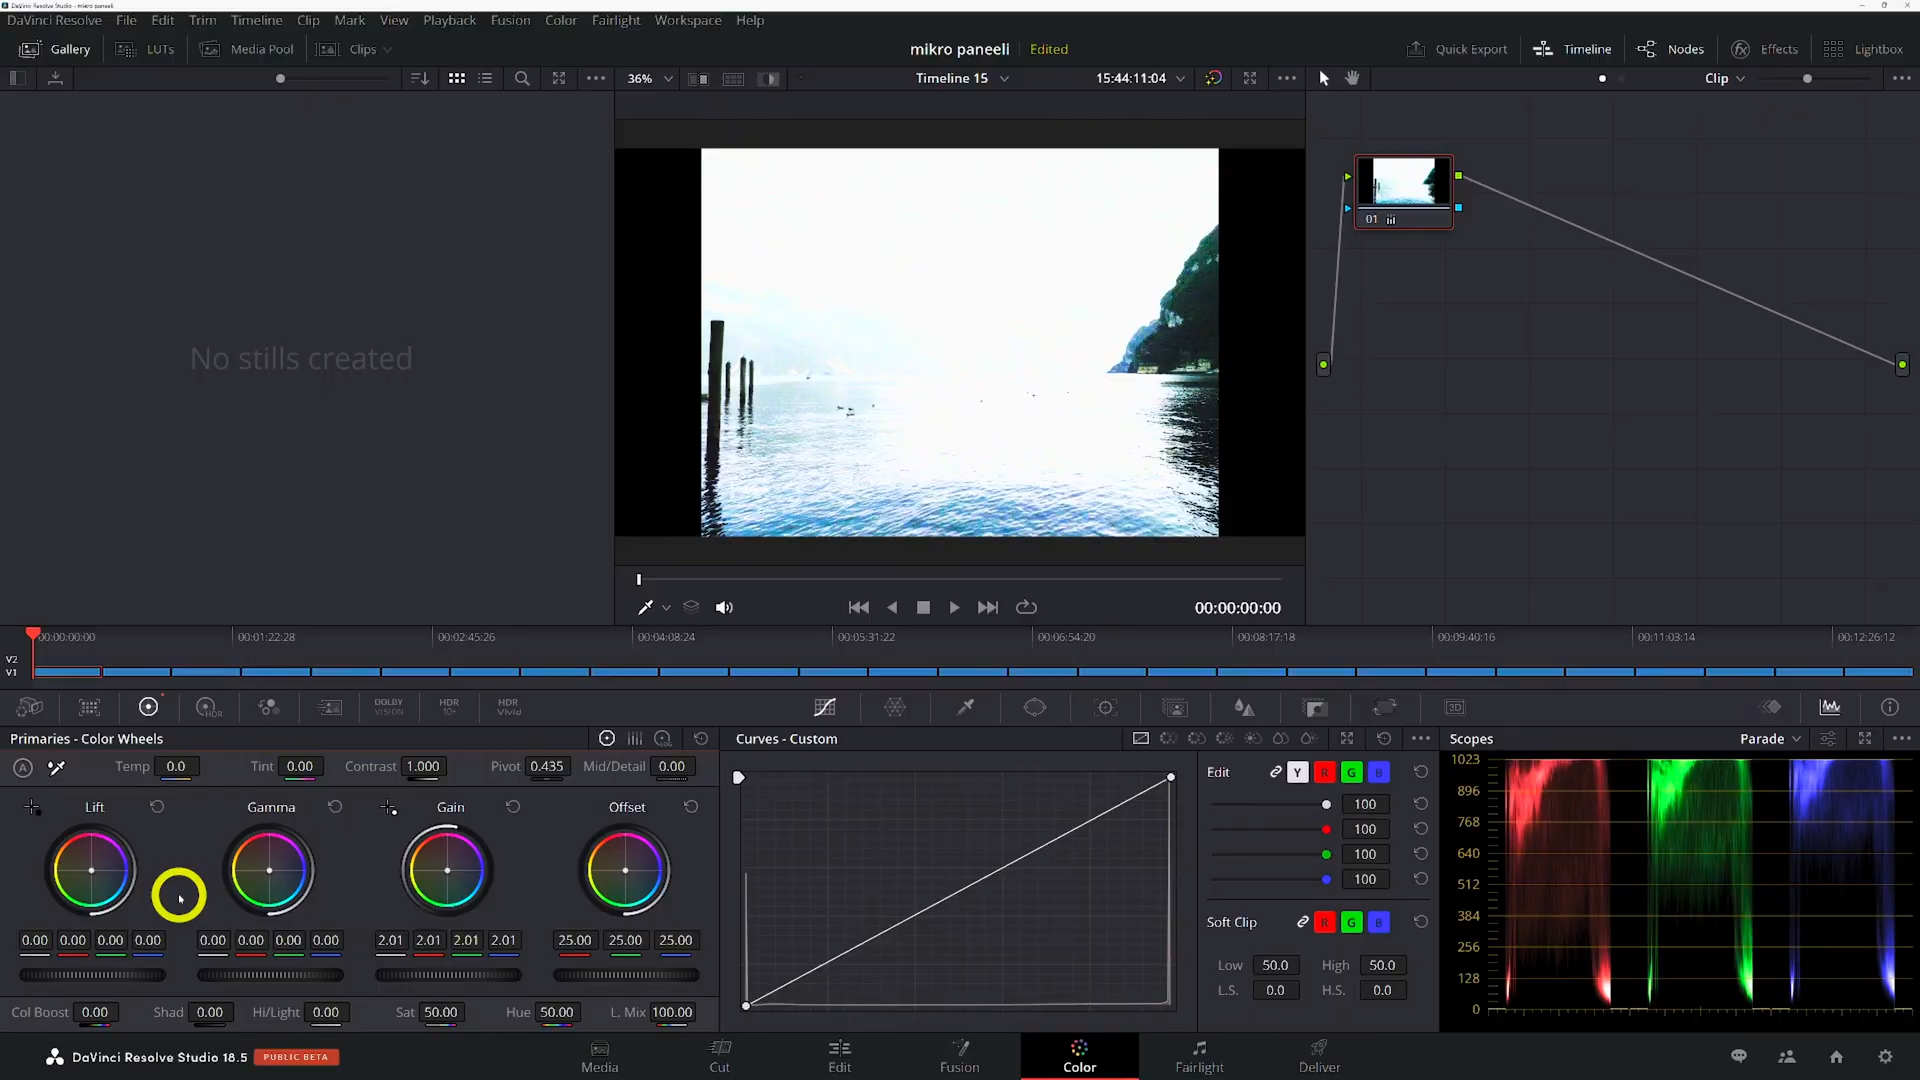 DaVinci Resolve Studio - mikro paneeli
DaVinci Resolve File Edit Trim Timeline Clip Mark View Playback Fusion Color Fairlight Workspace Help
Gallery LUTs Media Pool Clips mikro paneeli Edited Quick Export Timeline Nodes Effects Lightbox
36% Timeline 15 15:44:11:04 Clip
No stills created
01
00:00:00:00
00:00:00:00 00:01:22:28 00:02:45:26 00:04:08:24 00:05:31:22 00:06:54:20 00:08:17:18 00:09:40:16 00:11:03:14 00:12:26:12
V2
V1
HDR DOLBY VISION HDR 10+ HDR Vivid 3D
Primaries - Color Wheels Curves - Custom Scopes Parade
A Temp 0.0 Tint 0.00 Contrast 1.000 Pivot 0.435 Mid/Detail 0.00
Lift Gamma Gain Offset
0.00 0.00 0.00 0.00 0.00 0.00 0.00 0.00 2.01 2.01 2.01 2.01 25.00 25.00 25.00
Col Boost 0.00 Shad 0.00 Hi/Light 0.00 Sat 50.00 Hue 50.00 L. Mix 100.00
Edit Y R G B
100
100
100
100
Soft Clip R G B
Low 50.0 High 50.0
L.S. 0.0 H.S. 0.0
1023
896
768
640
512
384
256
128
0
DaVinci Resolve Studio 18.5 PUBLIC BETA
Media Cut Edit Fusion Color Fairlight Deliver